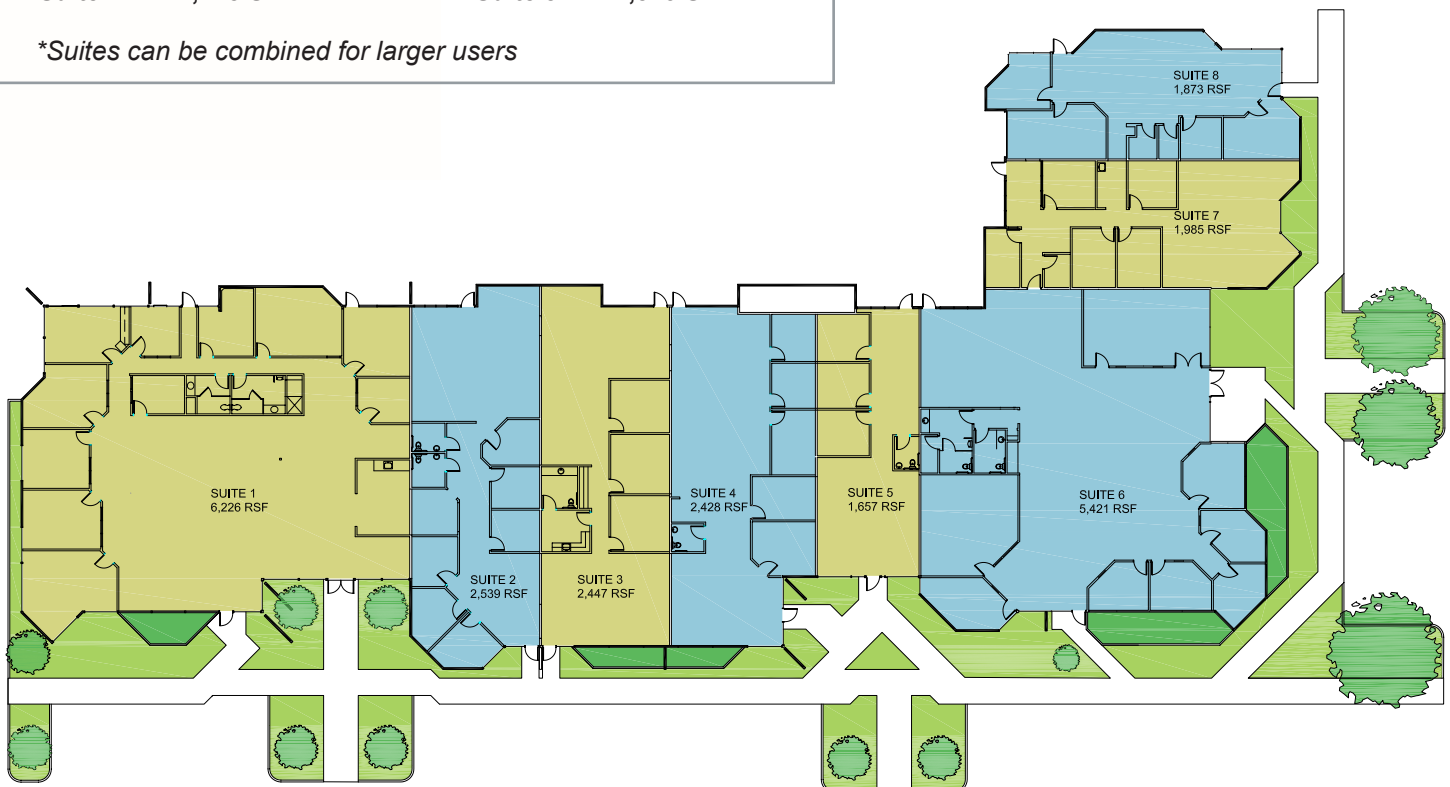 *Suites can be combined for larger users
SUITE 8
1,873 RSF
SUITE 7
1,985 RSF
SUITE 1
6,226 RSF
SUITE 4
2,428 RSF
SUITE 5
1,657 RSF
SUITE 6
5,421 RSF
SUITE 2
2,539 RSF
SUITE 3
2,447 RSF